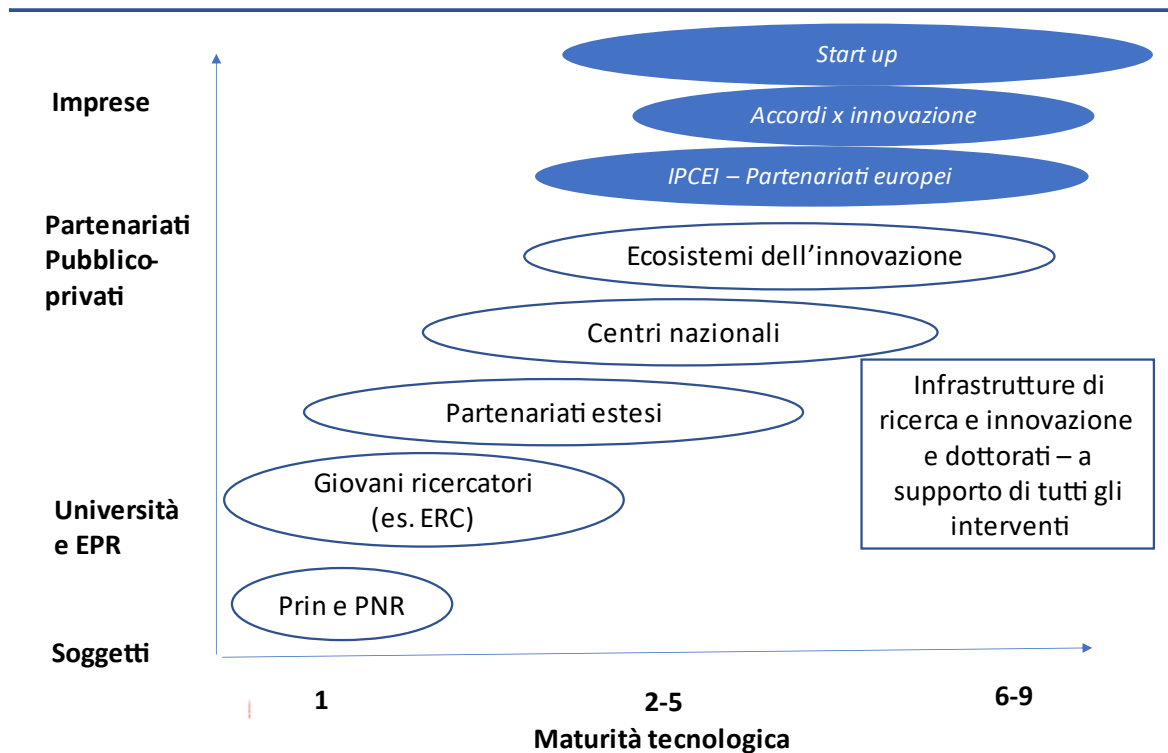 Start up
Imprese
Accordi x innovazione
IPCEI – Partenariati europei
Partenariati
Pubblico-
privati
Ecosistemi dell’innovazione
Centri nazionali
Partenariati estesi
Infrastrutture di
ricerca e innovazione
e dottorati – a
supporto di tutti gli
interventi
Giovani ricercatori
(es. ERC)
Università
e EPR
Prin e PNR
Soggetti
1
2-5
6-9
Maturità tecnologica